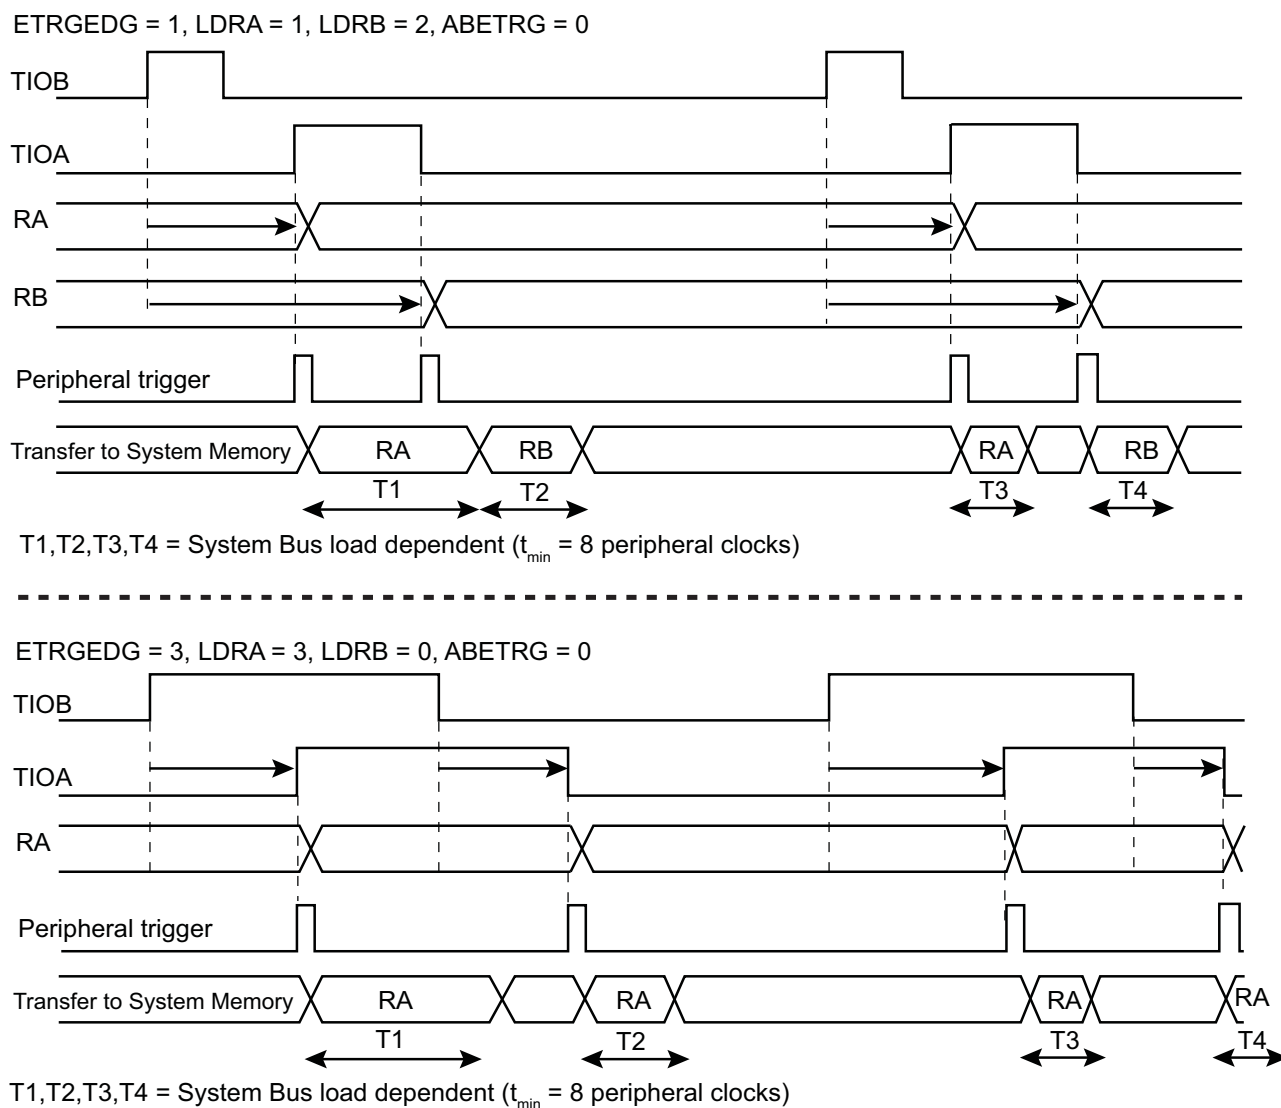 ETRGEDG = 1, LDRA = 1, LDRB = 2, ABETRG = 0
TIOB
TIOA
RA
RB
Peripheral trigger
Transfer to System Memory RA RB RA RB
T1 T2 T3 T4
T1,T2,T3,T4 = System Bus load dependent (tmin = 8 peripheral clocks)
ETRGEDG = 3, LDRA = 3, LDRB = 0, ABETRG = 0
TIOB
TIOA
RA
Peripheral trigger
Transfer to System Memory RA RA RA RA
T1 T2 T3 T4
T1,T2,T3,T4 = System Bus load dependent (tmin = 8 peripheral clocks)